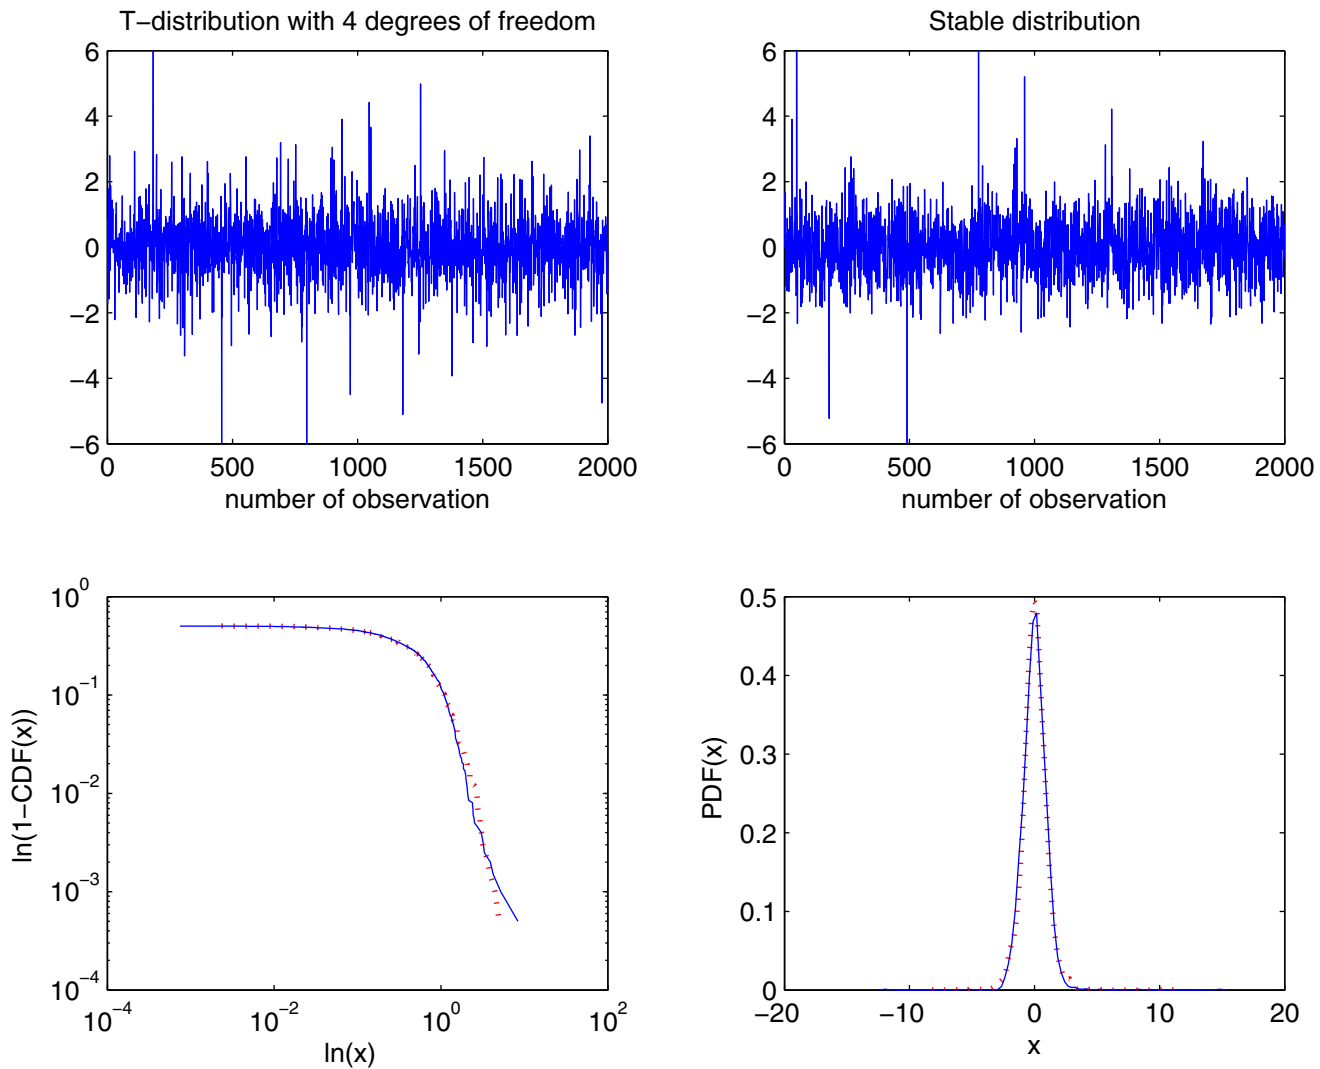 T−distribution with 4 degrees of freedom
6
4
2
0
−2
−4
−6
0 500 1000 1500 2000
number of observation
Stable distribution
6
4
2
0
−2
−4
−6
0 500 1000 1500 2000
number of observation
10^0
10^−1
10^−2
10^−3
10^−4
ln(1−CDF(x))
10^−4 10^−2 10^0 10^2
ln(x)
0.5
0.4
0.3
0.2
0.1
0
PDF(x)
−20 −10 0 10 20
x